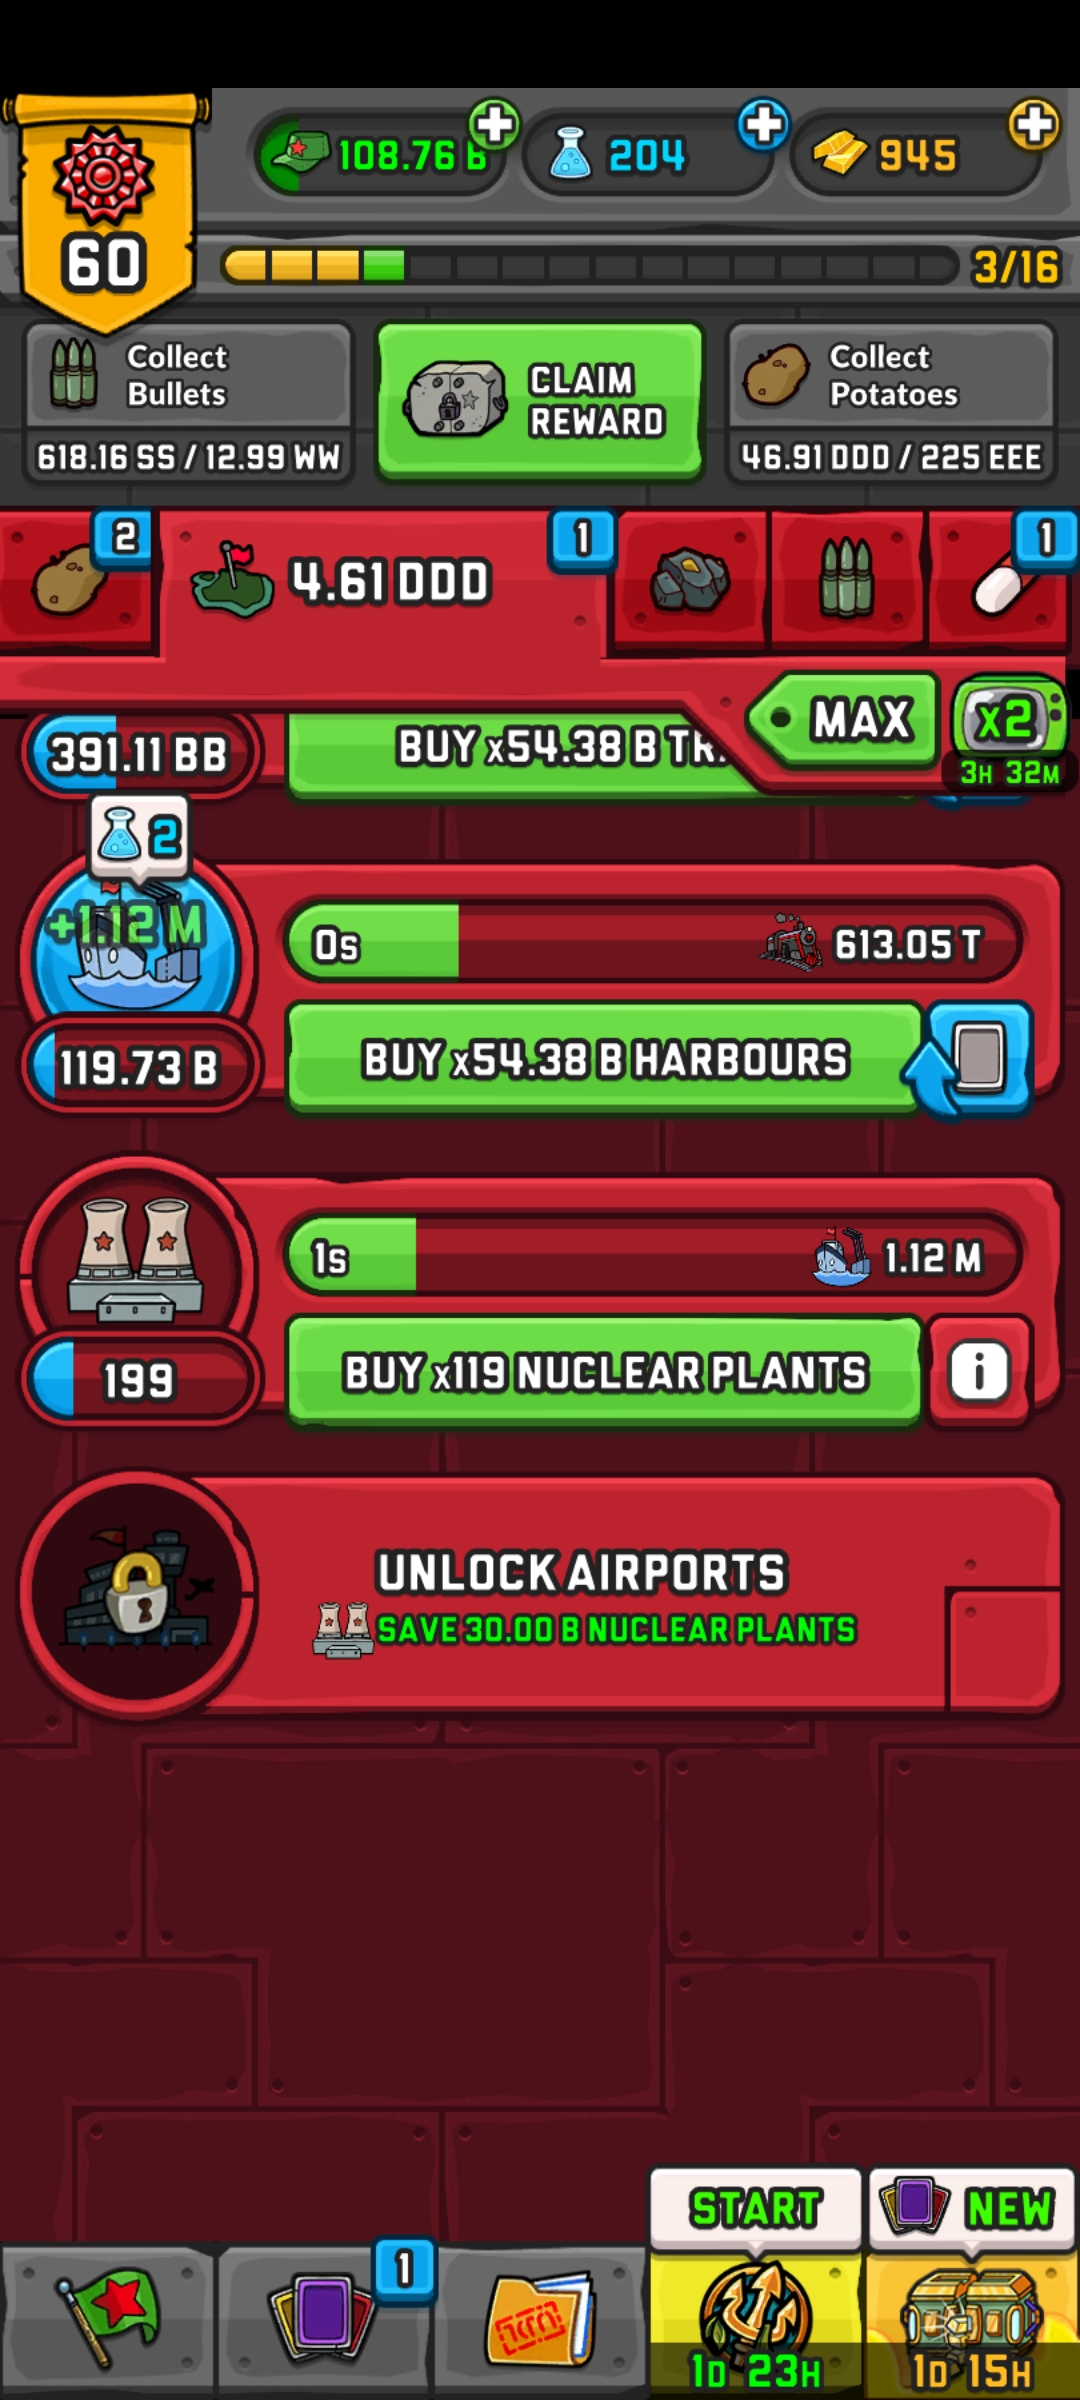 108.76 B
204
945
60
3/16
Collect
Bullets
618.16 SS / 12.99 WW
CLAIM
REWARD
Collect
Potatoes
46.91 DDD / 225 EEE
2
4.61 DDD
1
1
MAX
x2
3H 32M
391.11 BB
BUY x54.38 B
2
+1.12 M
0s
613.05 T
119.73 B
BUY x54.38 B HARBOURS
1s
1.12 M
199
BUY x119 NUCLEAR PLANTS
i
UNLOCK AIRPORTS
SAVE 30.00 B NUCLEAR PLANTS
START
NEW
1
1D 23H
1D 15H